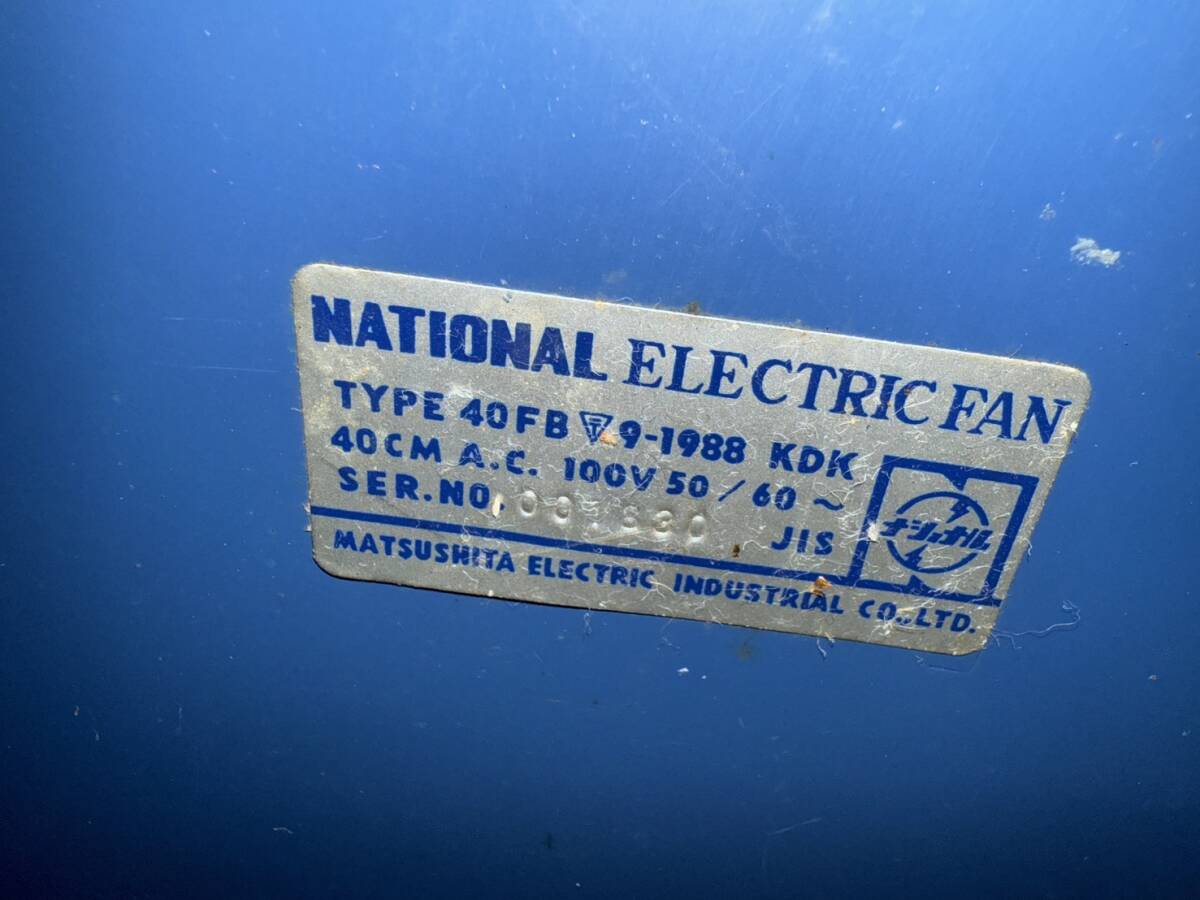 NATIONAL ELECTRIC FAN
TYPE 40FB 〒 9-1988 KDK
40CM A.C. 100V 50/60~
SER.NO. JIS
ナショナル
MATSUSHITA ELECTRIC INDUSTRIAL CO.,LTD.